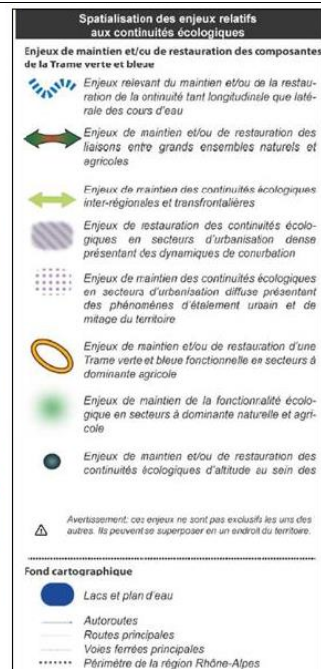 Spatialisation des enjeux relatifs
aux continuités écologiques
Enjeux de maintien et/cu de restauration des composantes
de la Trame verte et bleue
Enjeux relevant du maintien et/ou de la restau-
ration de la ontinuité tant longitudinale que laté-
rale des cours d'eau
Enjeux de maintien et/ou de restauration des
liaisons entre grands ensembles naturels et
agricoles
Enjeux de maintien des continuités écologiques
inter-régionales et transfrontalières
Enjeux de restauration des continuités écolo-
giques en secteurs d'urbanisation dense
présentant des dynamiques de conurbation
Enjeux de maintien des continuités écologiques
en secteurs d'urbanisation diffuse présentant
des phénomènes d'étalement urbain et de
mitage du territoire
Enjeux de maintien et/ou de restauration d'une
Trame verte et bleue fonctionnelle en secteurs à
dominante agricole
Enjeu de maintien de la fonctionnalité écolo-
gique en secteurs à dominante naturelle et agri-
cole
Enjeu de maintien et/ou de restauration des
continuités écologiques d'altitude au sein des
Avertissement: ces enjeux ne sont pas exclusifs les uns des
autres. Ils peuvent se superposer en un endroit du territoire.
Fond cartographique
Lacs et plan d'eau
Autoroutes
Routes principales
Voies ferrées principales
Périmètre de la région Rhône-Alpes